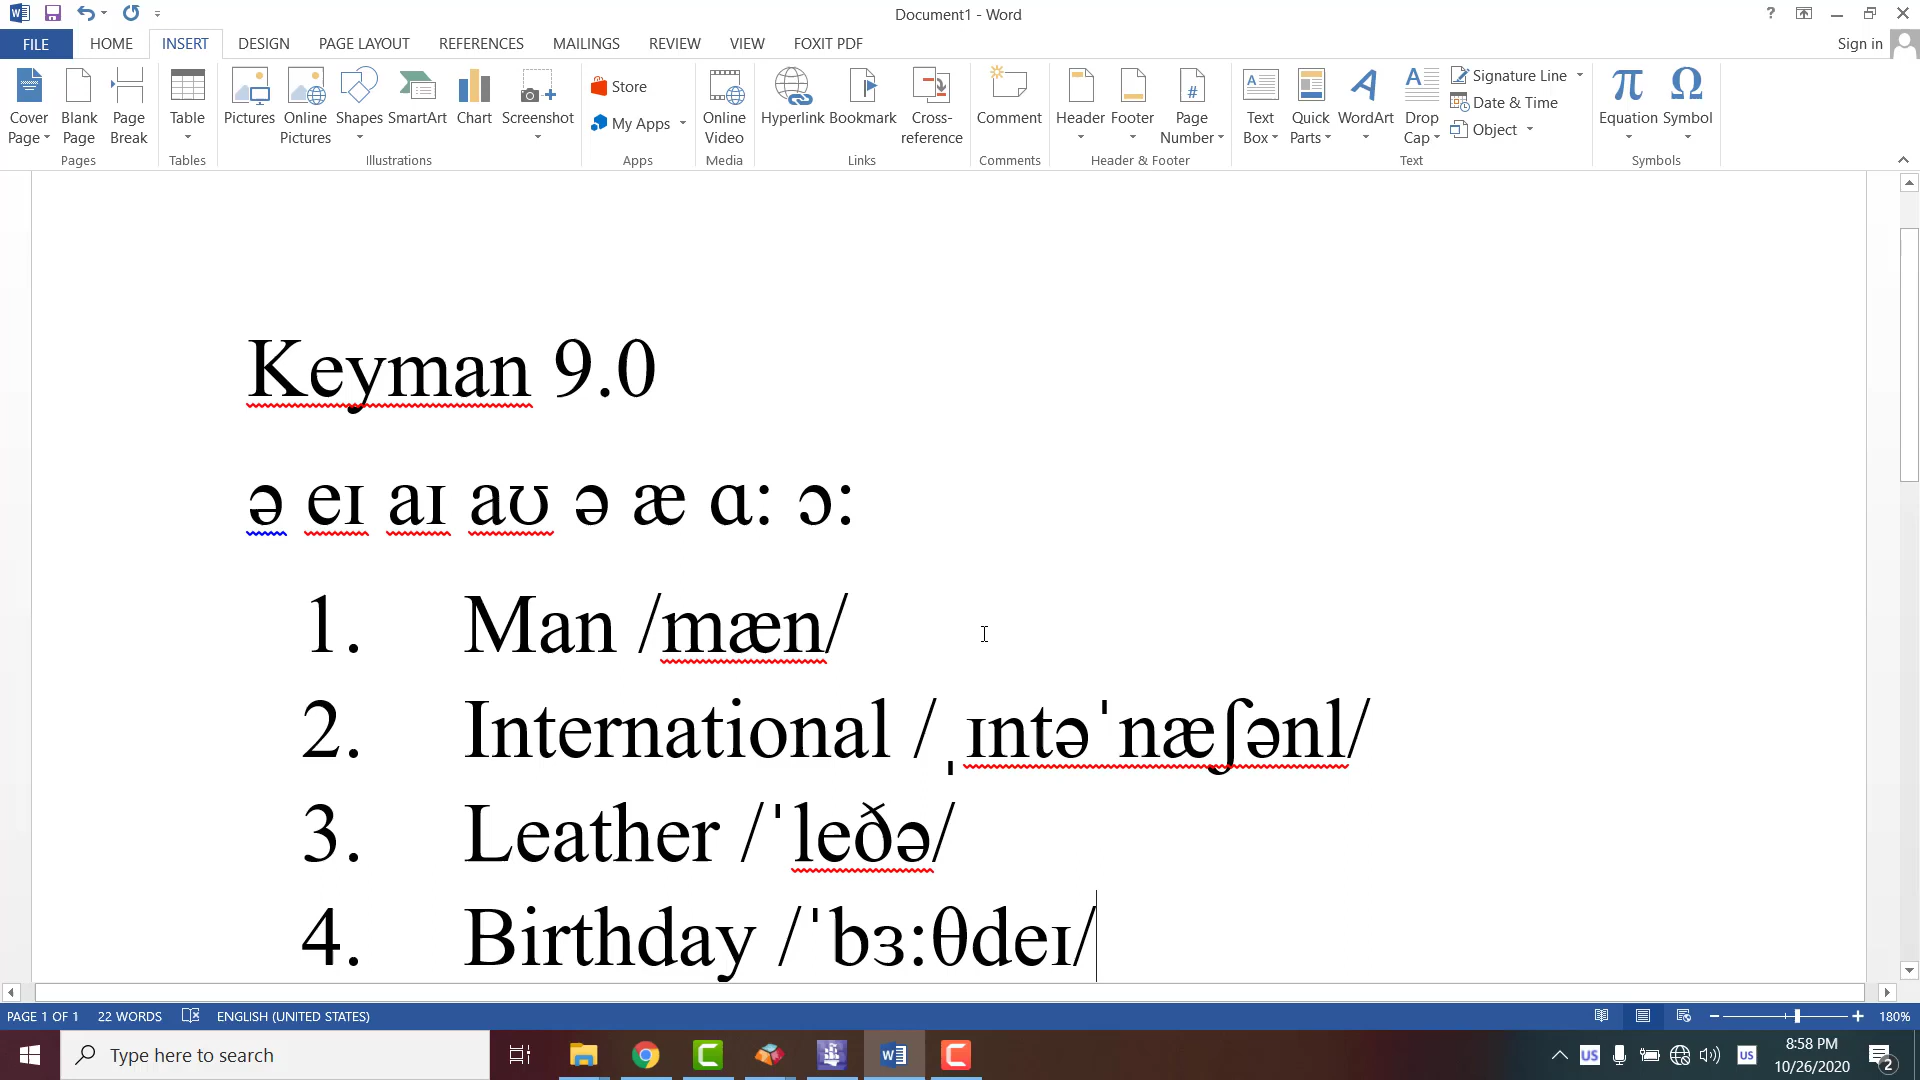 Document1 - Word
FILE HOME INSERT DESIGN PAGE LAYOUT REFERENCES MAILINGS REVIEW VIEW FOXIT PDF Sign in
Cover Page Blank Page Page Break Table Pictures Online Pictures Shapes SmartArt Chart Screenshot Store My Apps Online Video Hyperlink Bookmark Cross-reference Comment Header Footer Page Number Text Box Quick Parts WordArt Drop Cap Signature Line Date & Time Object Equation Symbol
Pages Tables Illustrations Apps Media Links Comments Header & Footer Text Symbols
Keyman 9.0
ə eɪ aɪ aʊ ə æ ɑ: ɔ:
1. Man /mæn/
2. International /ˌɪntəˈnæʃənl/
3. Leather /ˈleðə/
4. Birthday /ˈbɜ:θdeɪ/
PAGE 1 OF 1 22 WORDS ENGLISH (UNITED STATES) 180%
Type here to search US US 8:58 PM
10/26/2020 2